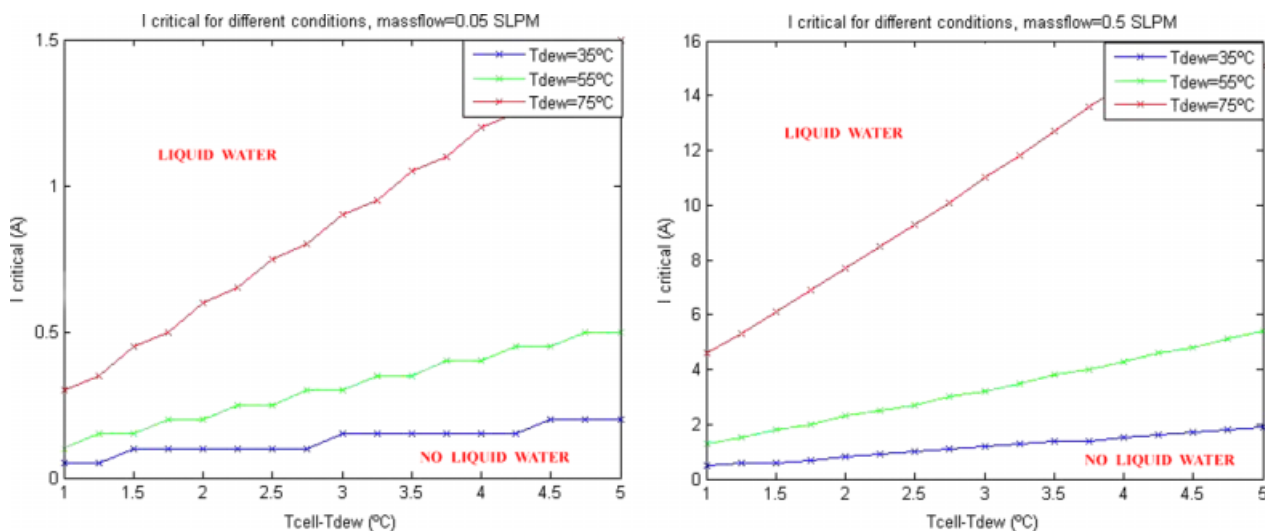 I critical for different conditions, massflow=0.05 SLPM
1.5
1
0.5
0
I critical (A)
Tdew=35ºC
Tdew=55ºC
Tdew=75ºC
LIQUID WATER
NO LIQUID WATER
1 1.5 2 2.5 3 3.5 4 4.5 5
Tcell-Tdew (ºC)
I critical for different conditions, massflow=0.5 SLPM
16
14
12
10
8
6
4
2
0
I critical (A)
Tdew=35ºC
Tdew=55ºC
Tdew=75ºC
LIQUID WATER
NO LIQUID WATER
1 1.5 2 2.5 3 3.5 4 4.5 5
Tcell-Tdew (ºC)